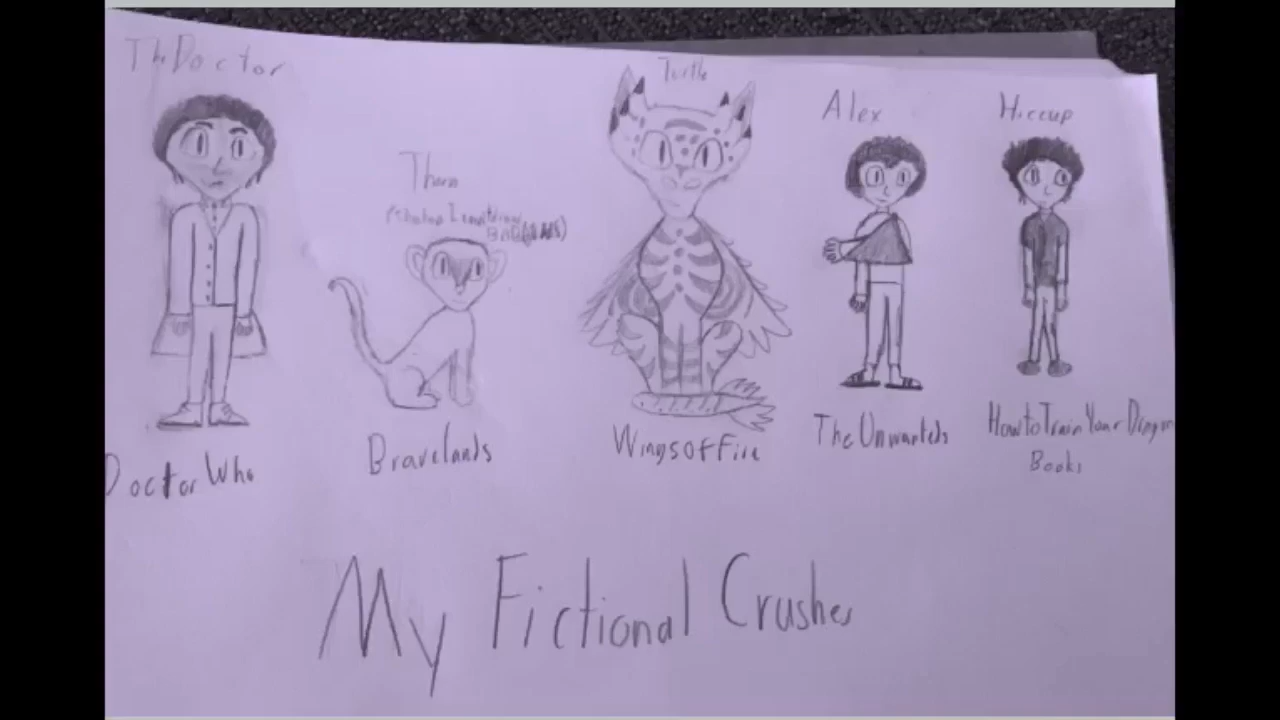 Th Doctor
Turtle
Alex
Hiccup
Thorn
Doctor Who
Bravelands
Wings of Fire
The Unwanteds
How to Train Your Dragon
Books
My Fictional Crushes